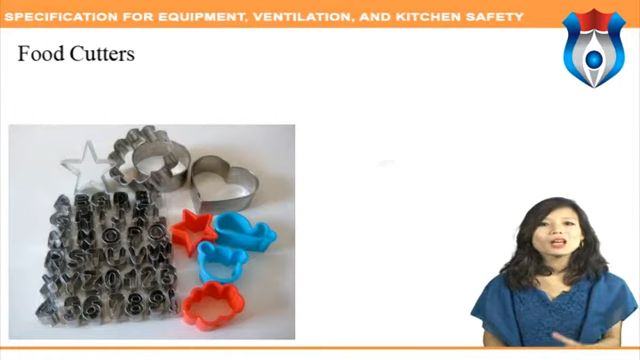 SPECIFICATION FOR EQUIPMENT, VENTILATION, AND KITCHEN SAFETY
Food Cutters